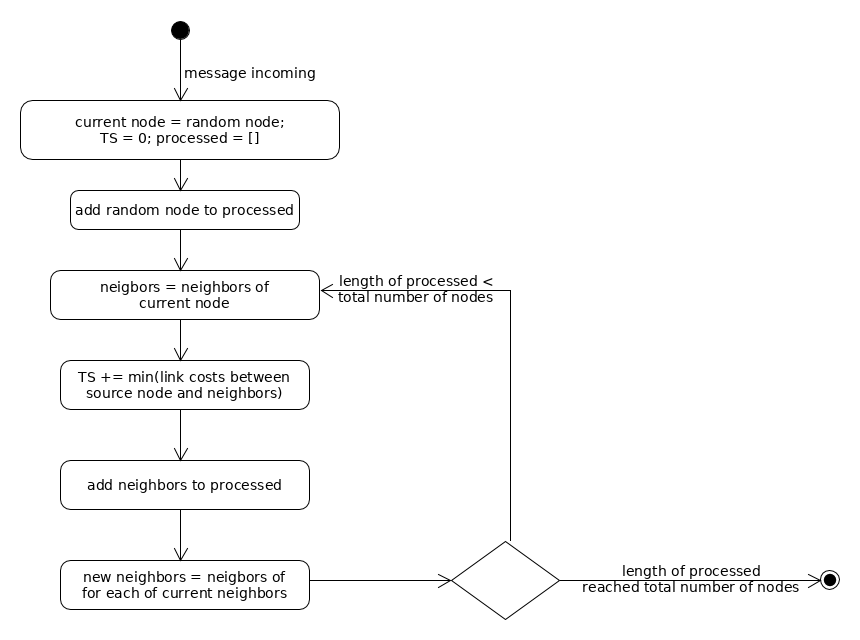 message incoming
current node = random node;
TS = 0; processed = []
add random node to processed
neigbors = neighbors of
current node
length of processed <
total number of nodes
TS += min(link costs between
source node and neighbors)
add neighbors to processed
new neighbors = neigbors of
for each of current neighbors
length of processed
reached total number of nodes